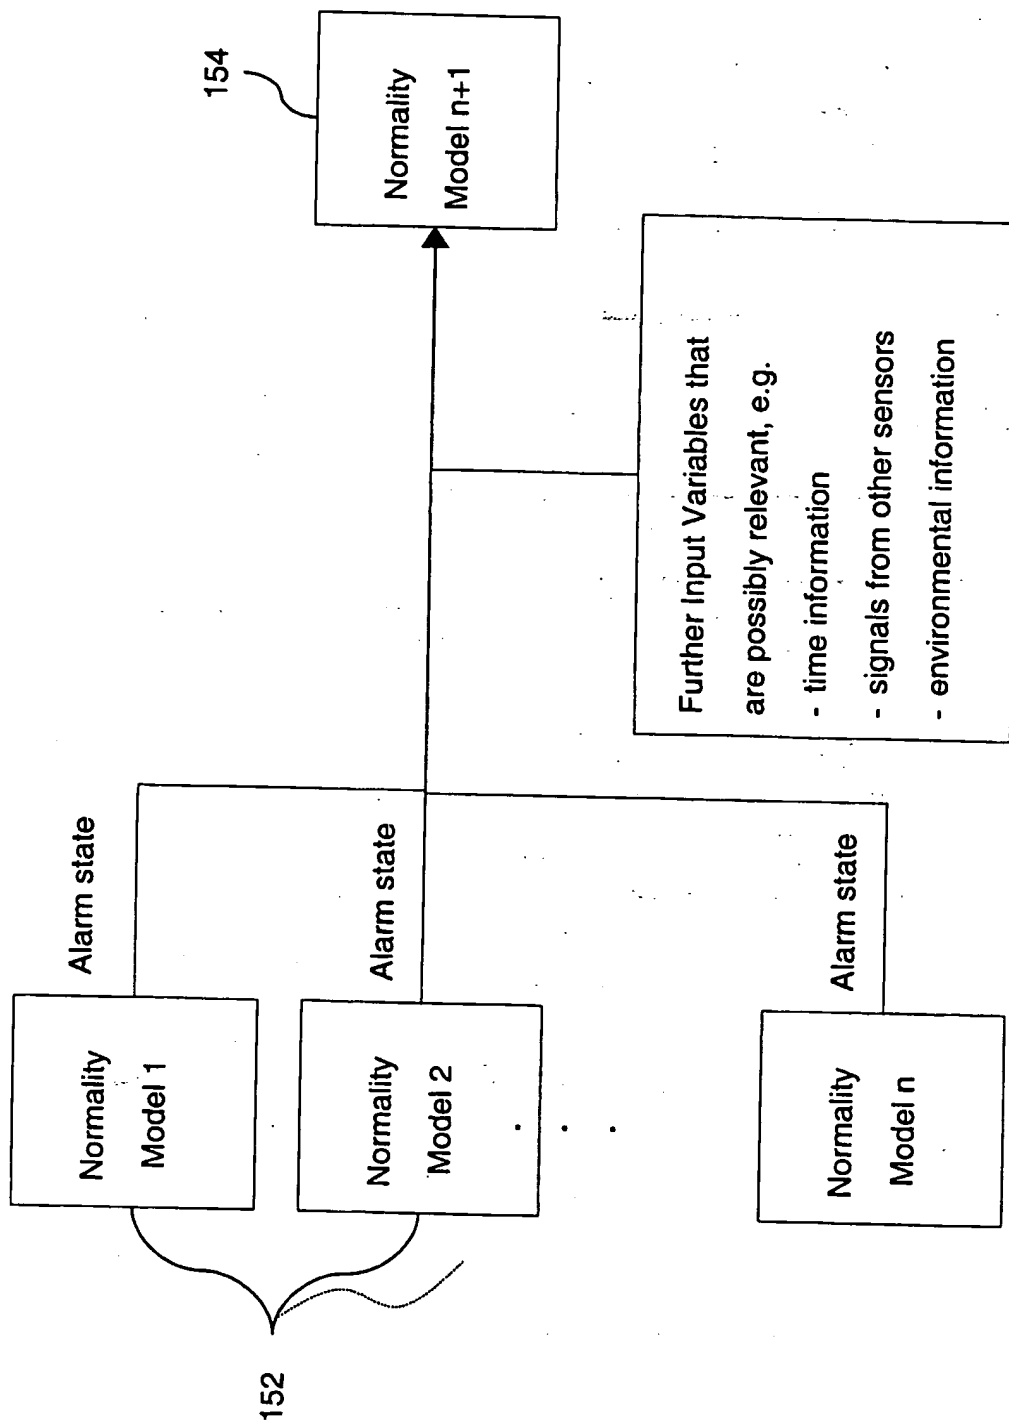 152
Normality
Model 1
Alarm state
Normality
Model 2
Alarm state
. . .
Normality
Model n
Alarm state
Further Input Variables that
are possibly relevant, e.g.
- time information
- signals from other sensors
- environmental information
154
Normality
Model n+1